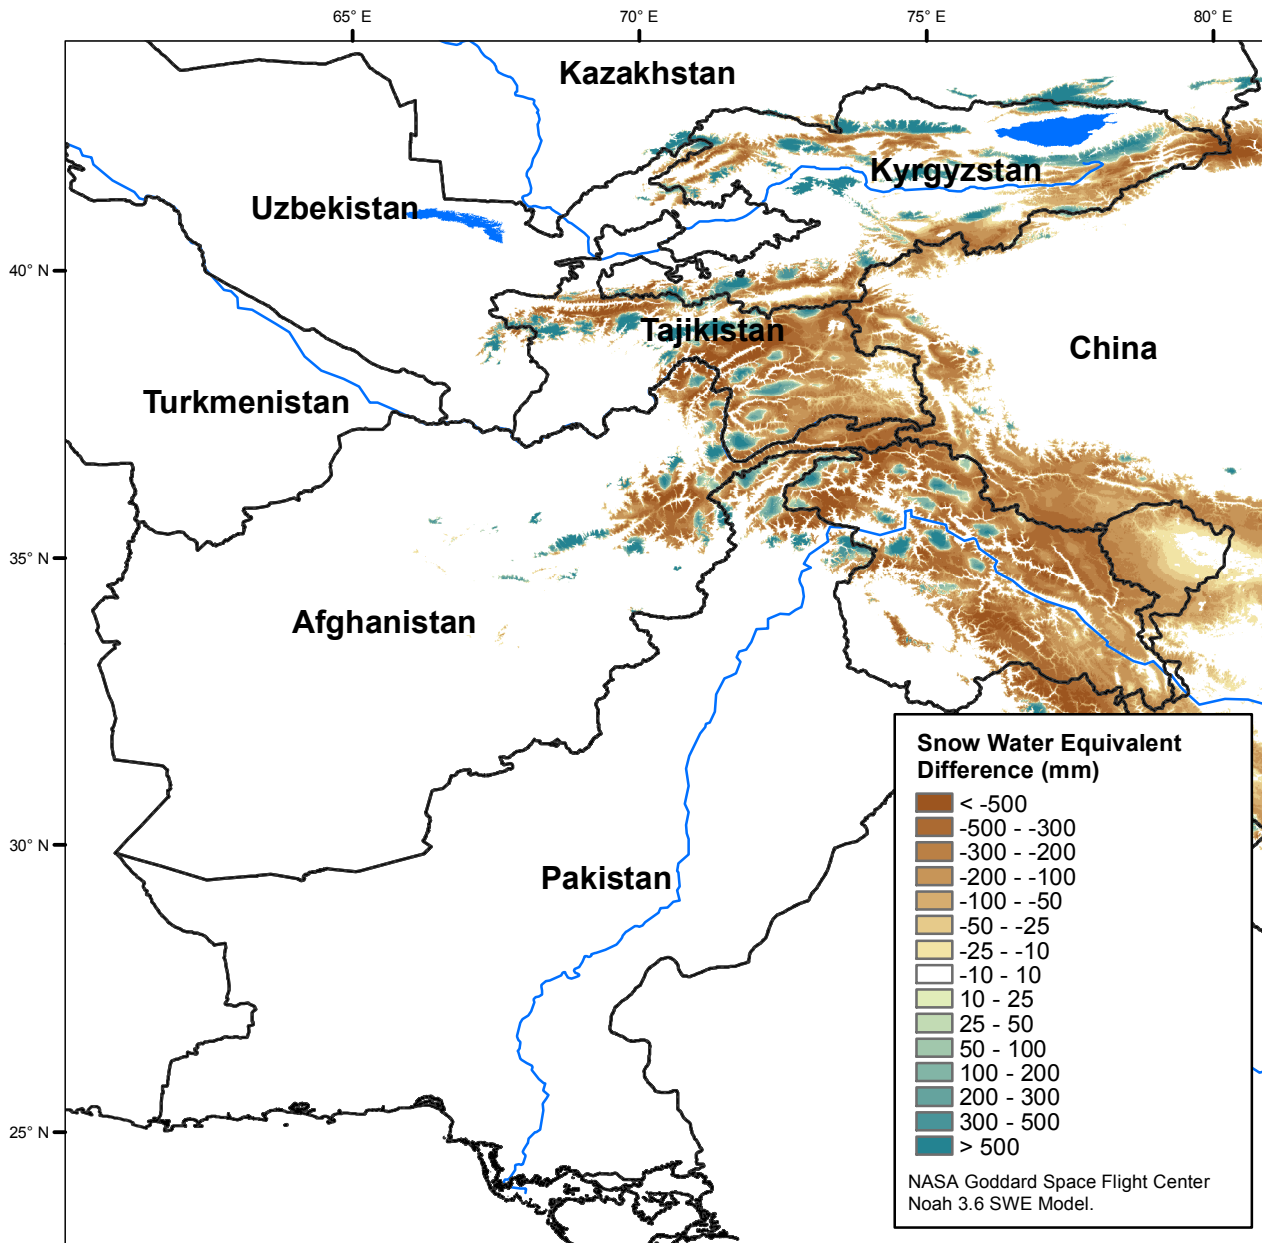 65° E
70° E
75° E
80° E
Kazakhstan
Kyrgyzstan
Uzbekistan
40° N
Tajikistan
China
Turkmenistan
35° N
Afghanistan
30° N
Pakistan
25° N
Snow Water Equivalent
Difference (mm)
< -500
-500 - -300
-300 - -200
-200 - -100
-100 - -50
-50 - -25
-25 - -10
-10 - 10
10 - 25
25 - 50
50 - 100
100 - 200
200 - 300
300 - 500
> 500
NASA Goddard Space Flight Center
Noah 3.6 SWE Model.